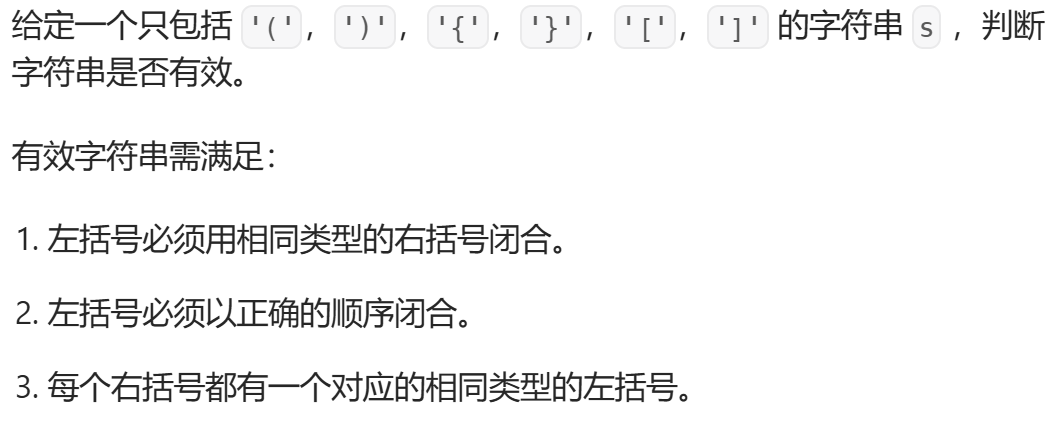 给定一个只包括 '('，')'，'{'，'}'，'['，']' 的字符串 s ，判断
字符串是否有效。
有效字符串需满足：
1. 左括号必须用相同类型的右括号闭合。
2. 左括号必须以正确的顺序闭合。
3. 每个右括号都有一个对应的相同类型的左括号。